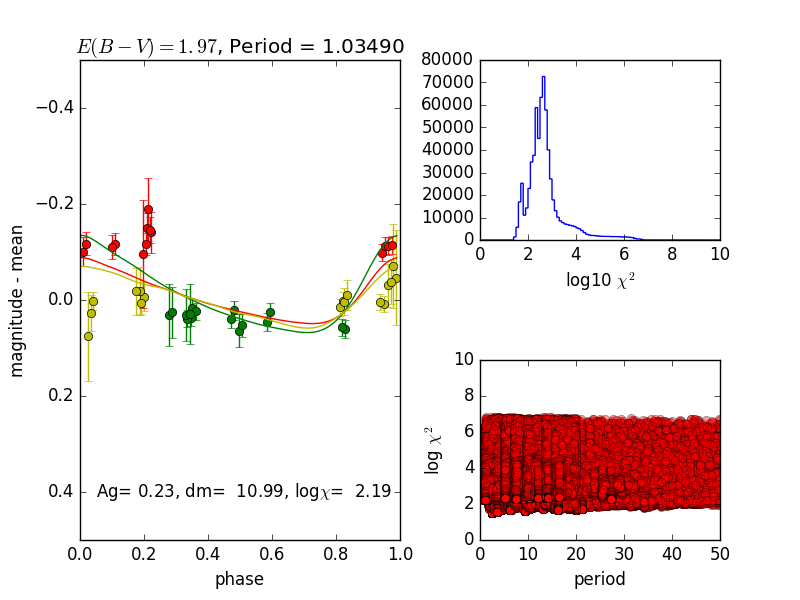 E(B−V)=1.97, Period = 1.03490
magnitude - mean
−0.4
−0.2
0.0
0.2
0.4
Ag= 0.23, dm= 10.99, logχ= 2.19
0.0 0.2 0.4 0.6 0.8 1.0
phase
80000
70000
60000
50000
40000
30000
20000
10000
0
0 2 4 6 8 10
log10 χ²
log χ²
10
8
6
4
2
0
0 10 20 30 40 50
period